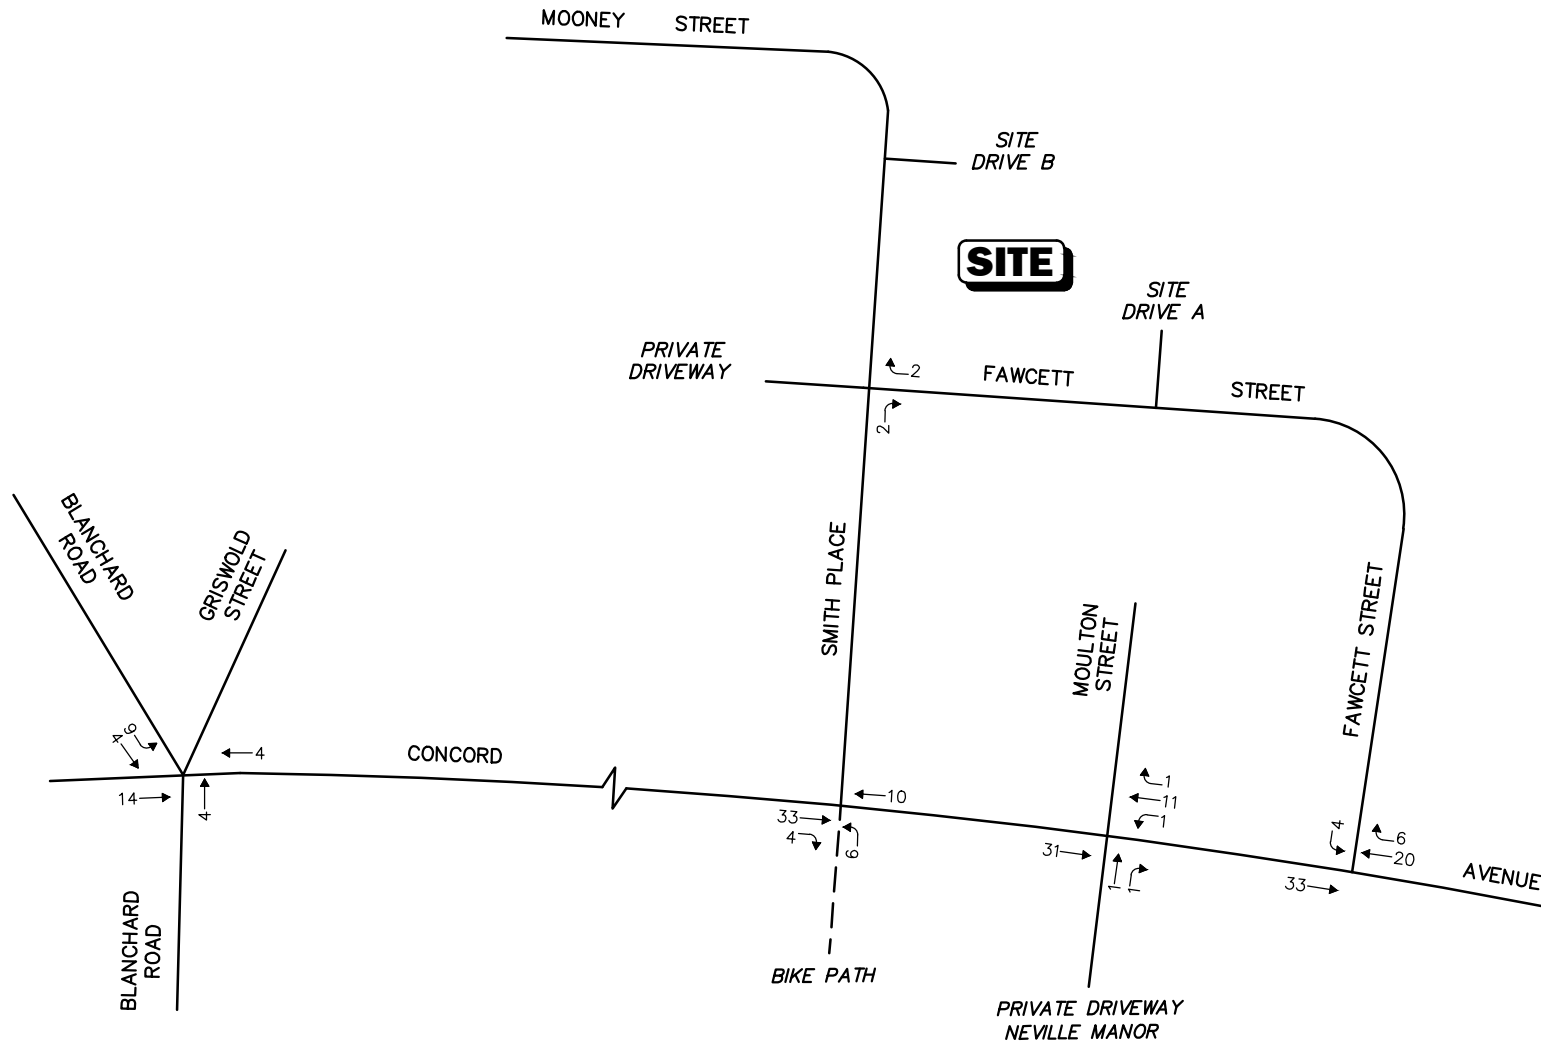 MOONEY STREET
SITE
DRIVE B
SITE
SITE
DRIVE A
PRIVATE
DRIVEWAY
2
FAWCETT STREET
2
BLANCHARD
ROAD
GRISWOLD
STREET
SMITH PLACE
MOULTON
STREET
FAWCETT STREET
9
4
4
CONCORD
14
4
10
33
4
6
1
11
1
31
1
1
4
6
20
33
AVENUE
BLANCHARD
ROAD
BIKE PATH
PRIVATE DRIVEWAY
NEVILLE MANOR